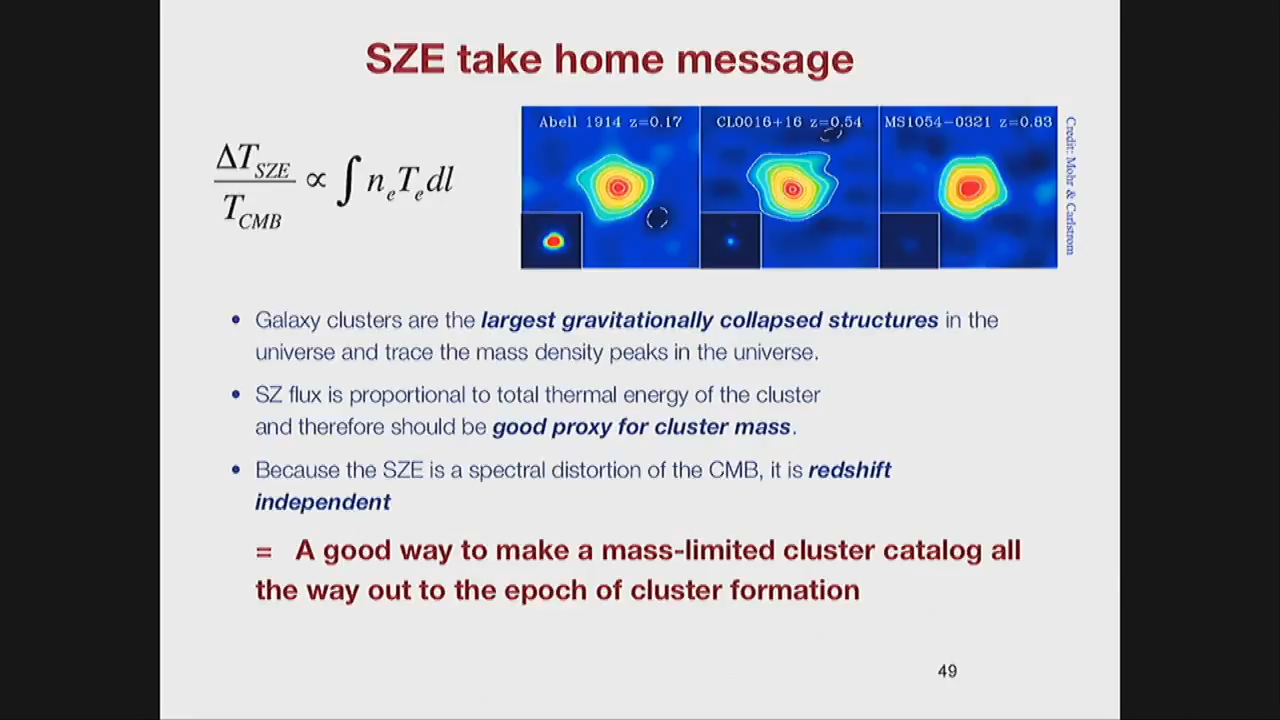 SZE take home message
ΔT_SZE / T_CMB ∝ ∫ n_e T_e dl
Abell 1914 z=0.17
CL0016+16 z=0.54
MS1054-0321 z=0.83
Credit: Mohr & Carlstrom
• Galaxy clusters are the largest gravitationally collapsed structures in the
universe and trace the mass density peaks in the universe.
• SZ flux is proportional to total thermal energy of the cluster
and therefore should be good proxy for cluster mass.
• Because the SZE is a spectral distortion of the CMB, it is redshift
independent
= A good way to make a mass-limited cluster catalog all
the way out to the epoch of cluster formation
49